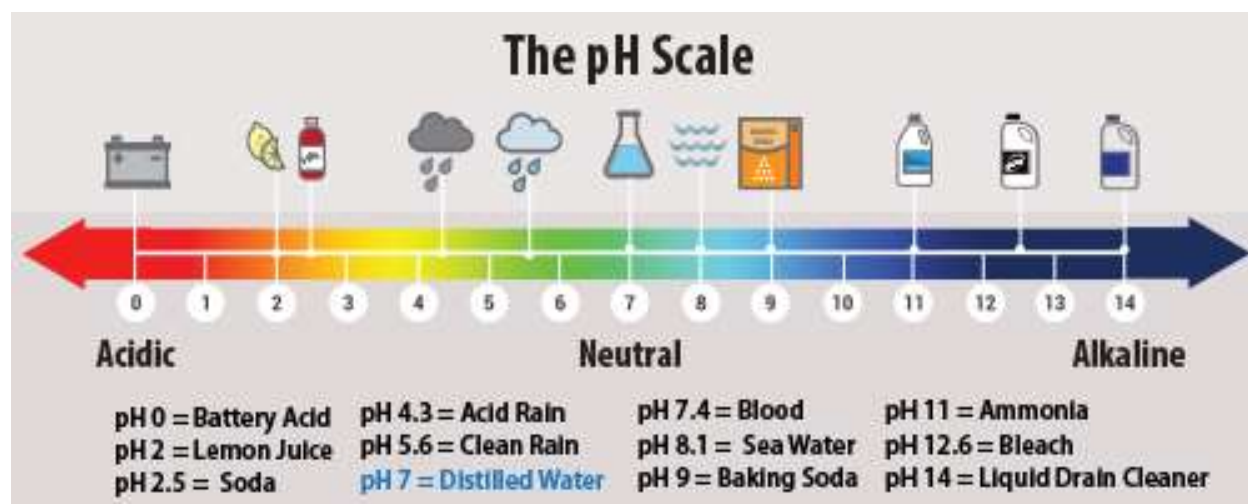 The pH Scale
0 1 2 3 4 5 6 7 8 9 10 11 12 13 14
Acidic Neutral Alkaline
pH 0 = Battery Acid
pH 2 = Lemon Juice
pH 2.5 = Soda
pH 4.3 = Acid Rain
pH 5.6 = Clean Rain
pH 7 = Distilled Water
pH 7.4 = Blood
pH 8.1 = Sea Water
pH 9 = Baking Soda
pH 11 = Ammonia
pH 12.6 = Bleach
pH 14 = Liquid Drain Cleaner